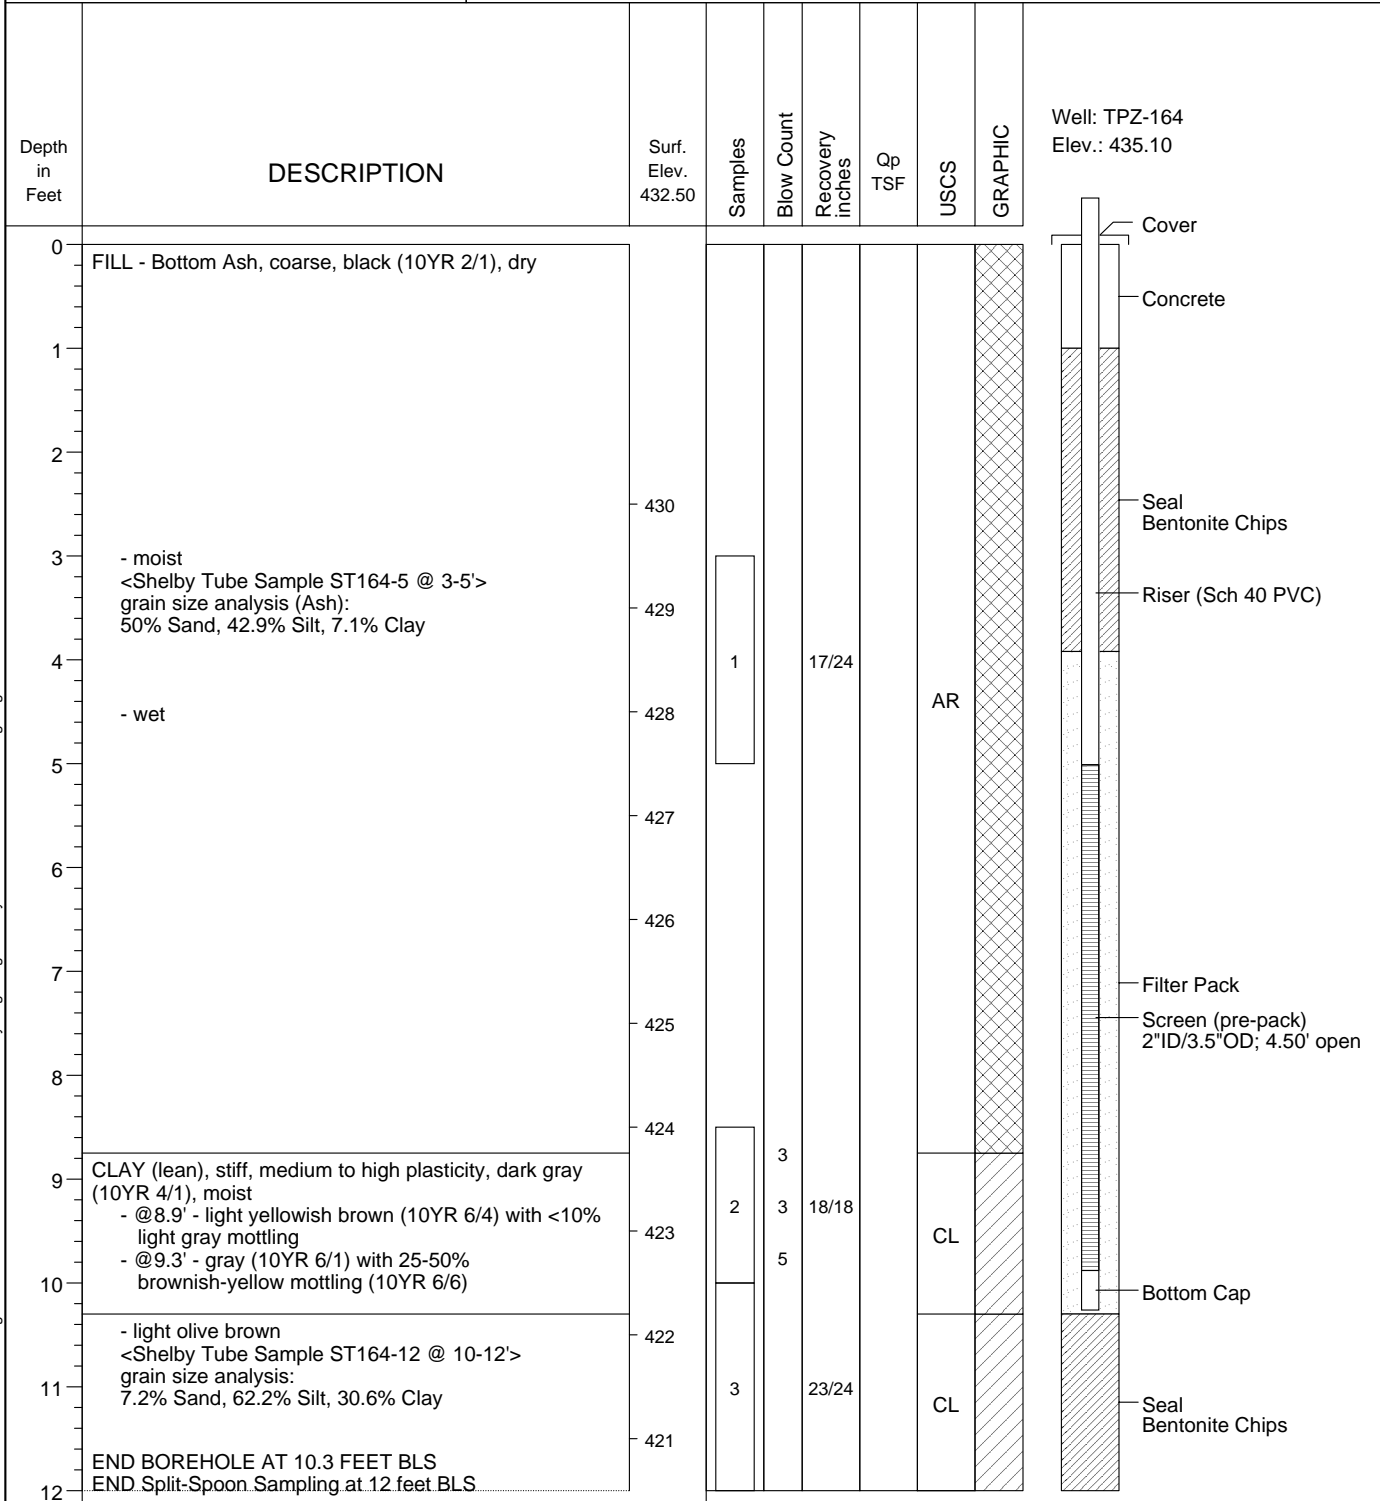 Depth
in
Feet
DESCRIPTION
Surf.
Elev.
432.50
Samples
Blow Count
Recovery
inches
Qp
TSF
USCS
GRAPHIC
Well: TPZ-164
Elev.: 435.10
Cover
0
FILL - Bottom Ash, coarse, black (10YR 2/1), dry
Concrete
1
2
430
Seal
Bentonite Chips
3
- moist
<Shelby Tube Sample ST164-5 @ 3-5'>
grain size analysis (Ash):
50% Sand, 42.9% Silt, 7.1% Clay
429
Riser (Sch 40 PVC)
4
1
17/24
- wet
428
AR
5
427
6
426
7
Filter Pack
425
Screen (pre-pack)
2"ID/3.5"OD; 4.50' open
8
424
3
9
CLAY (lean), stiff, medium to high plasticity, dark gray
(10YR 4/1), moist
- @8.9' - light yellowish brown (10YR 6/4) with <10%
light gray mottling
- @9.3' - gray (10YR 6/1) with 25-50%
brownish-yellow mottling (10YR 6/6)
2
3
18/18
423
CL
5
10
Bottom Cap
- light olive brown
<Shelby Tube Sample ST164-12 @ 10-12'>
grain size analysis:
7.2% Sand, 62.2% Silt, 30.6% Clay
422
11
3
23/24
CL
Seal
Bentonite Chips
421
END BOREHOLE AT 10.3 FEET BLS
END Split-Spoon Sampling at 12 feet BLS
12